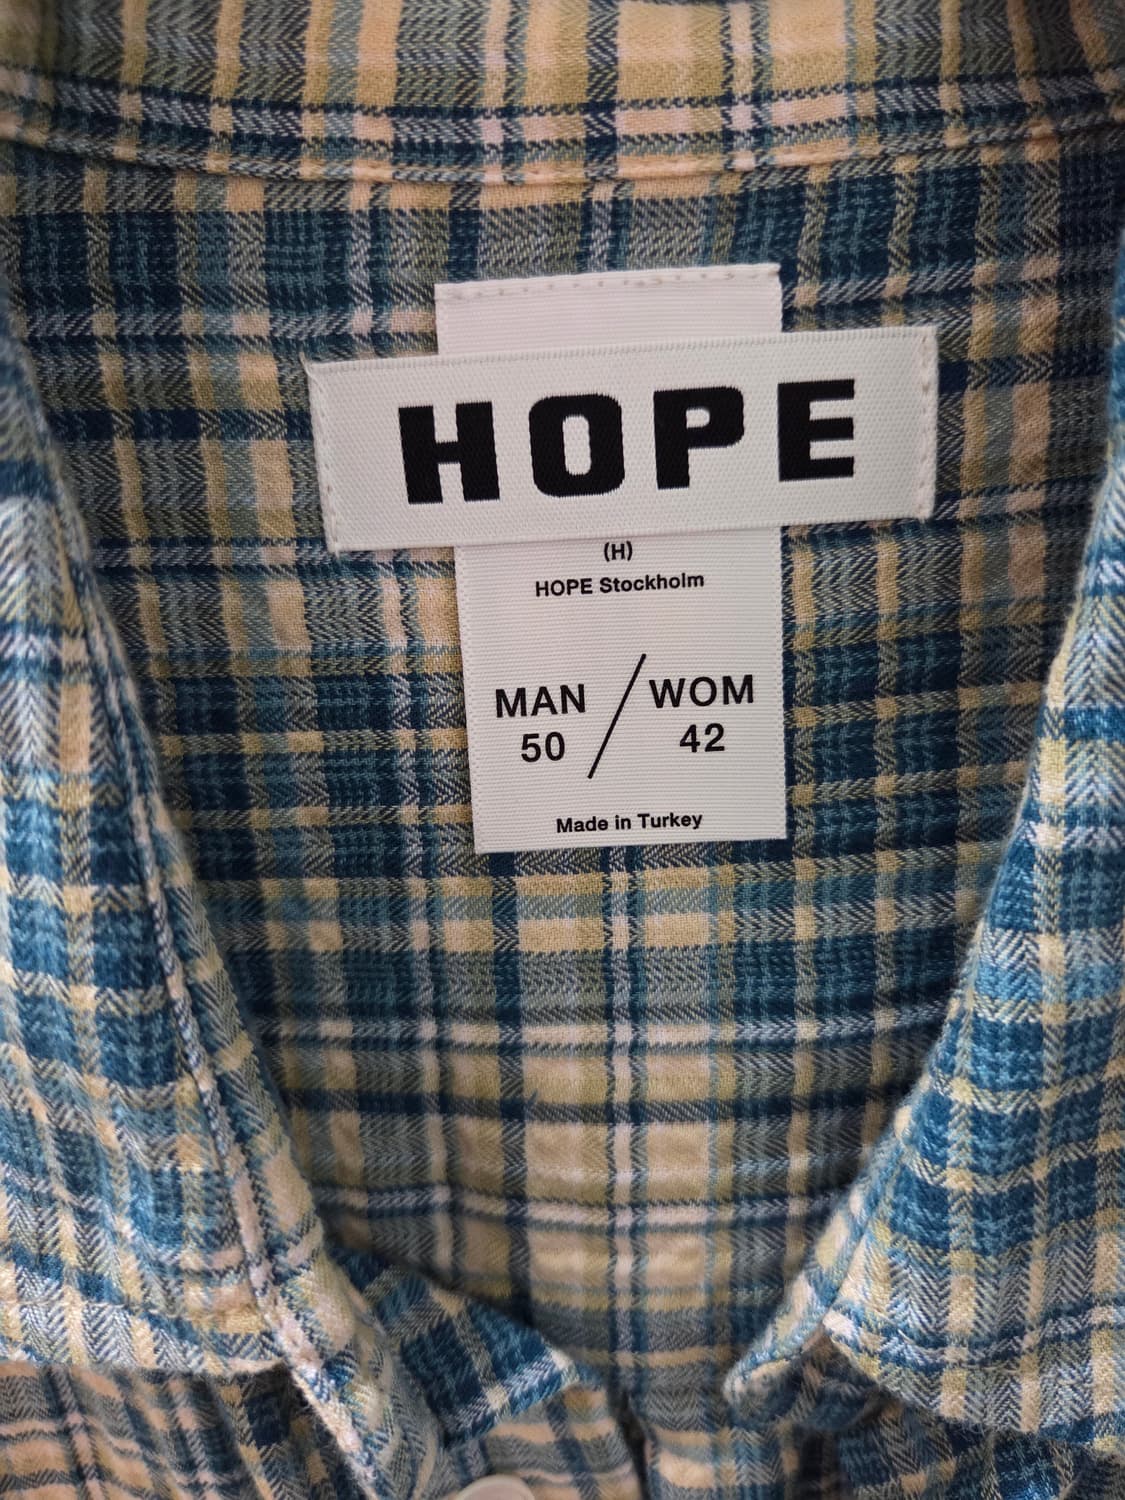 HOPE
(H)
HOPE Stockholm
MAN / WOM
50 42
Made in Turkey